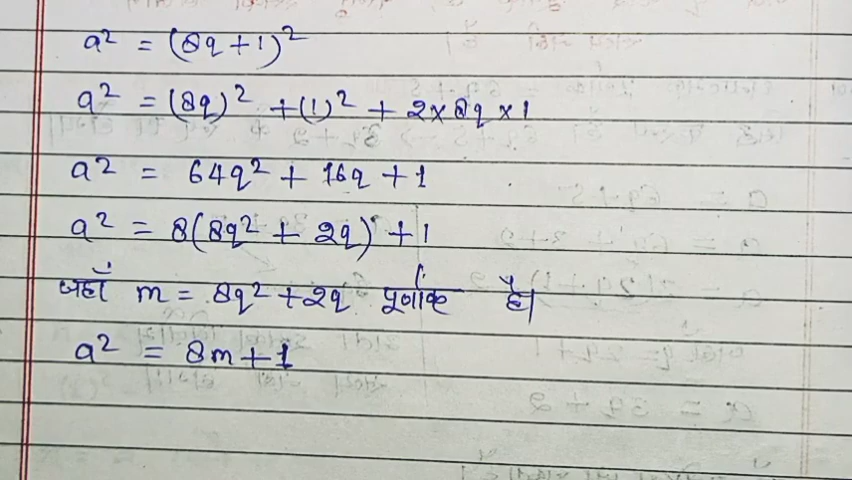 a² = (8q + 1)²
a² = (8q)² + (1)² + 2 × 8q × 1
a² = 64q² + 16q + 1
a² = 8(8q² + 2q) + 1
जहाँ m = 8q² + 2q पूर्णांक है।
a² = 8m + 1